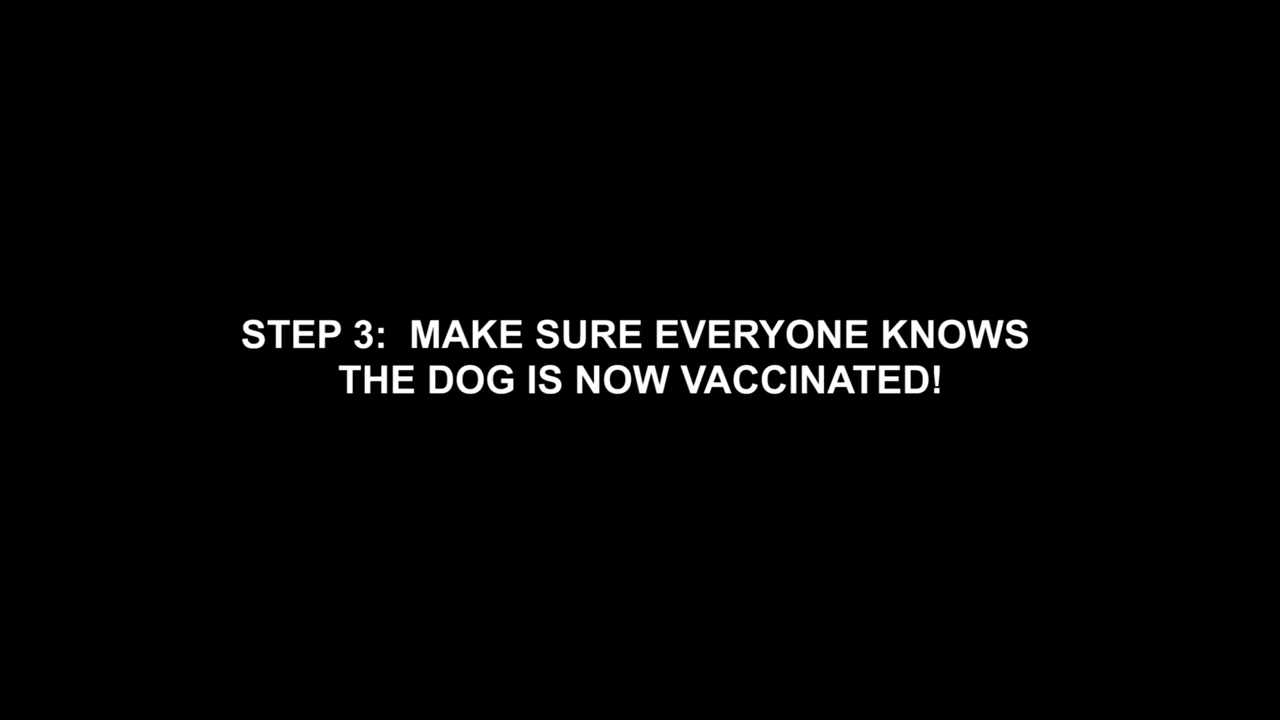 STEP 3:  MAKE SURE EVERYONE KNOWS
THE DOG IS NOW VACCINATED!